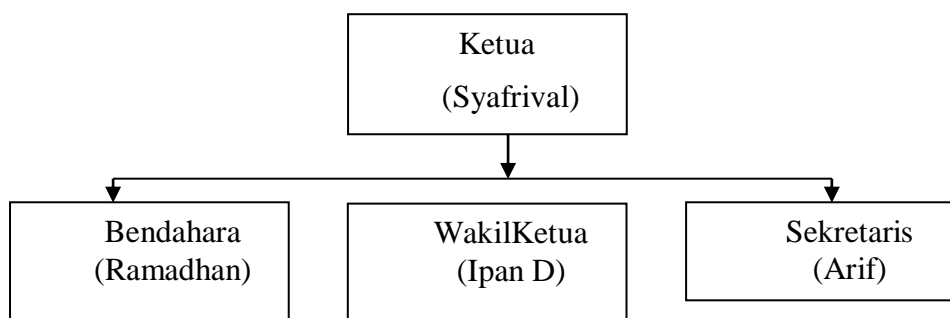 Ketua
(Syafrival)
Bendahara
(Ramadhan)
WakilKetua
(Ipan D)
Sekretaris
(Arif)